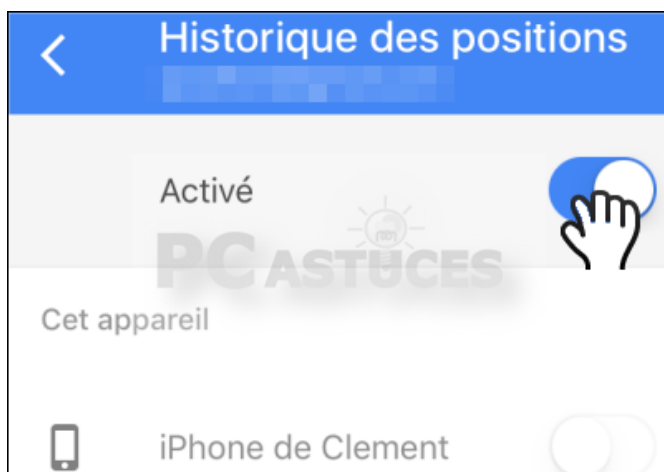 Historique des positions
Activé
PC ASTUCES
Cet appareil
iPhone de Clement